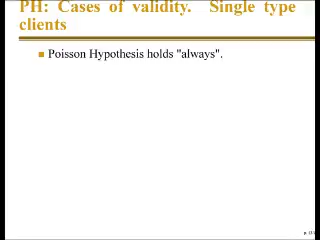 PH: Cases of validity. Single type
clients
Poisson Hypothesis holds "always".